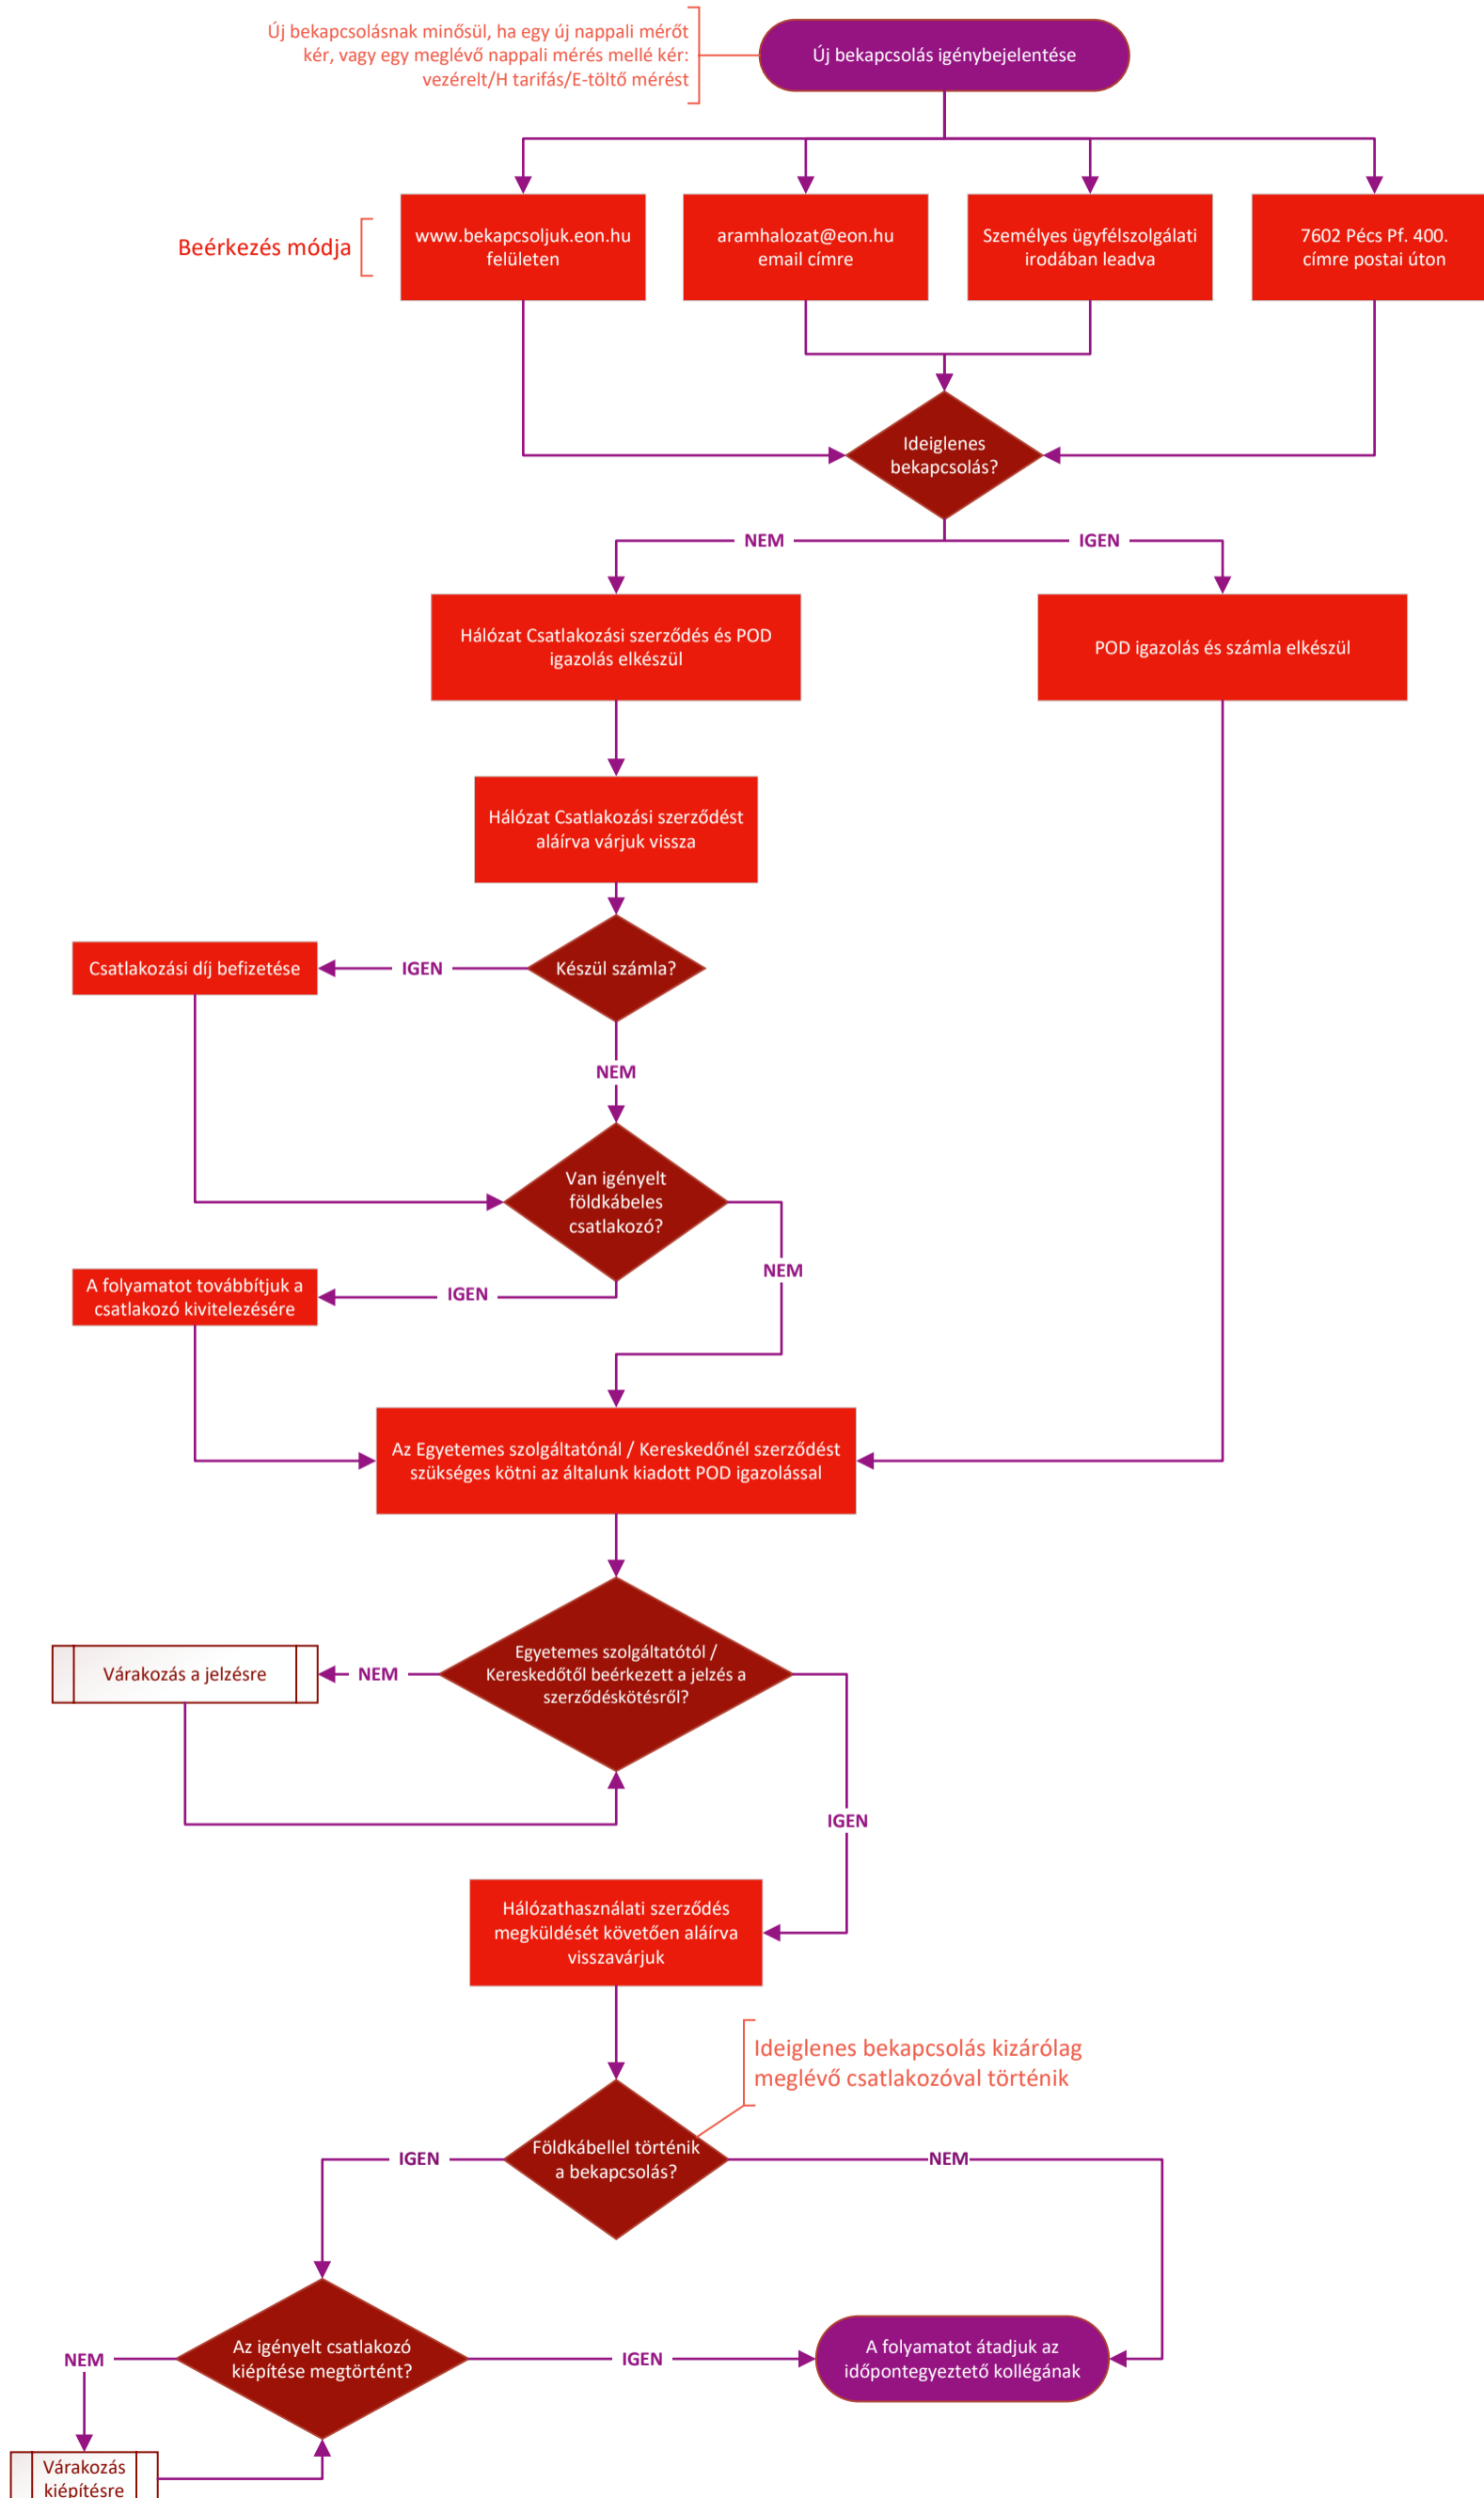 Új bekapcsolásnak minősül, ha egy új nappali mérőt
kér, vagy egy meglévő nappali mérés mellé kér:
vezérelt/H tarifás/E-töltő mérést
Új bekapcsolás igénybejelentése
Beérkezés módja
www.bekapcsoljuk.eon.hu
felületen
aramhalozat@eon.hu
email címre
Személyes ügyfélszolgálati
irodában leadva
7602 Pécs Pf. 400.
címre postai úton
Ideiglenes
bekapcsolás?
NEM
IGEN
Hálózat Csatlakozási szerződés és POD
igazolás elkészül
POD igazolás és számla elkészül
Hálózat Csatlakozási szerződést
aláírva várjuk vissza
Csatlakozási díj befizetése
IGEN
Készül számla?
NEM
Van igényelt
földkábeles
csatlakozó?
NEM
A folyamatot továbbítjuk a
csatlakozó kivitelezésére
IGEN
Az Egyetemes szolgáltatónál / Kereskedőnél szerződést
szükséges kötni az általunk kiadott POD igazolással
Várakozás a jelzésre
NEM
Egyetemes szolgáltatótól /
Kereskedőtől beérkezett a jelzés a
szerződéskötésről?
IGEN
Hálózathasználati szerződés
megküldését követően aláírva
visszavárjuk
Ideiglenes bekapcsolás kizárólag
meglévő csatlakozóval történik
IGEN
Földkábellel történik
a bekapcsolás?
NEM
NEM
Az igényelt csatlakozó
kiépítése megtörtént?
IGEN
A folyamatot átadjuk az
időpontegyeztető kollégának
Várakozás
kiépítésre